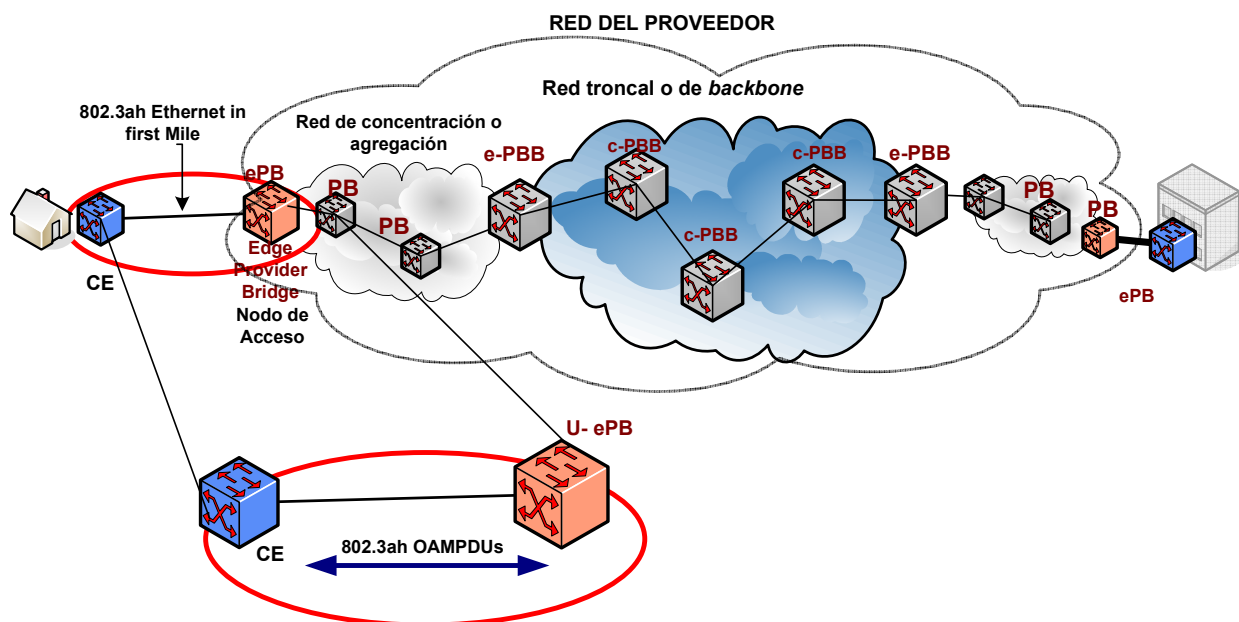 RED DEL PROVEEDOR
Red troncal o de backbone
802.3ah Ethernet in
first Mile
Red de concentración o
agregación
ePB
PB
PB
e-PBB
c-PBB
c-PBB
c-PBB
e-PBB
PB
PB
ePB
CE
Edge
Provider
Bridge
Nodo de
Acceso
U- ePB
CE
802.3ah OAMPDUs